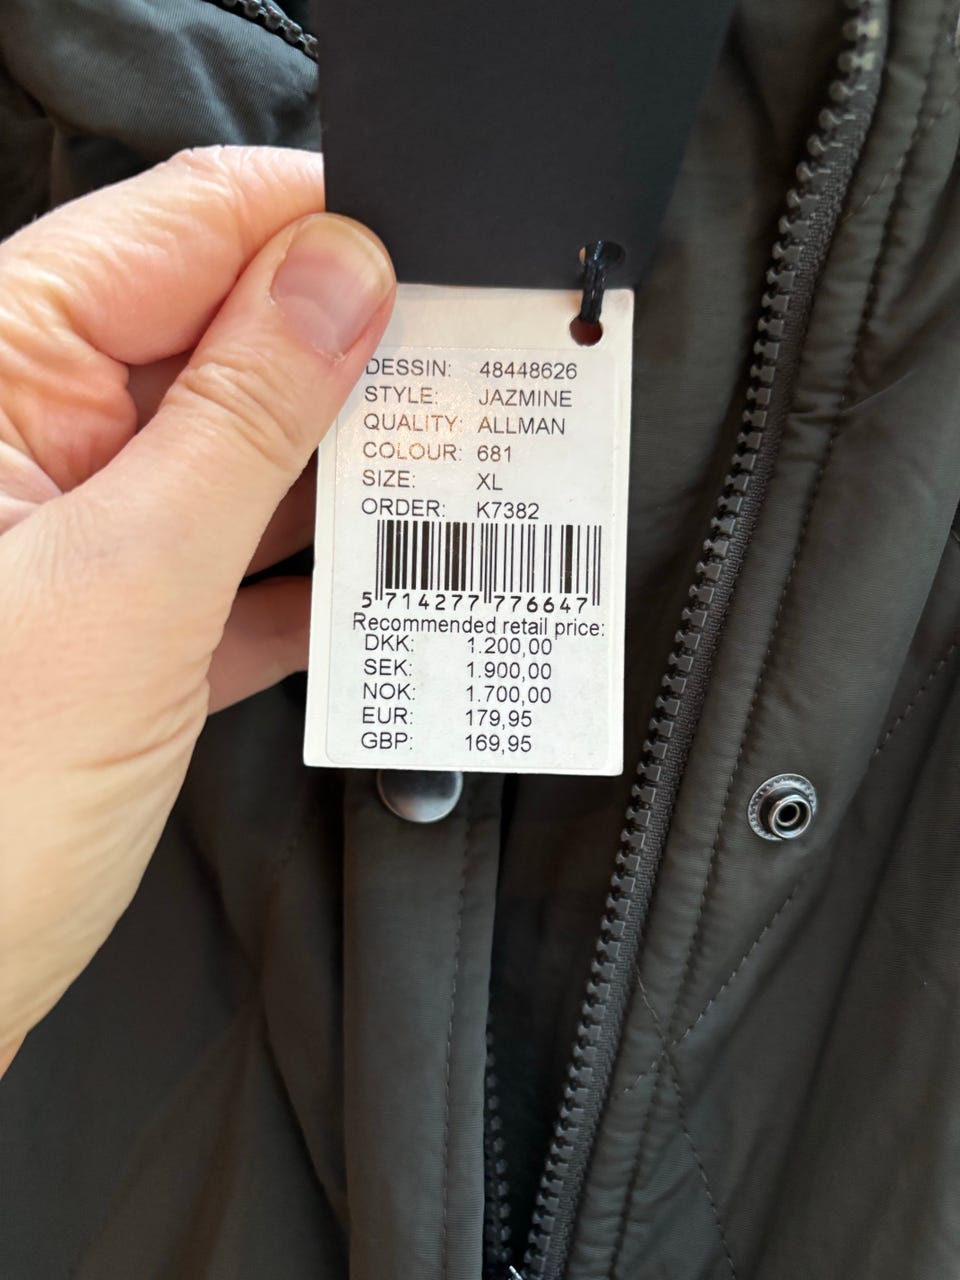 DESSIN: 48448626
STYLE: JAZMINE
QUALITY: ALLMAN
COLOUR: 681
SIZE: XL
ORDER: K7382
5 714277 776647
Recommended retail price:
DKK: 1.200,00
SEK: 1.900,00
NOK: 1.700,00
EUR: 179,95
GBP: 169,95